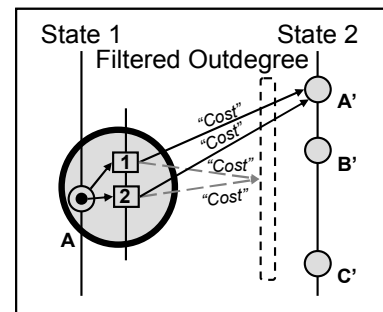 State 1 State 2
Filtered Outdegree
"Cost"
"Cost"
"Cost"
"Cost"
1
2
A
A'
B'
C'